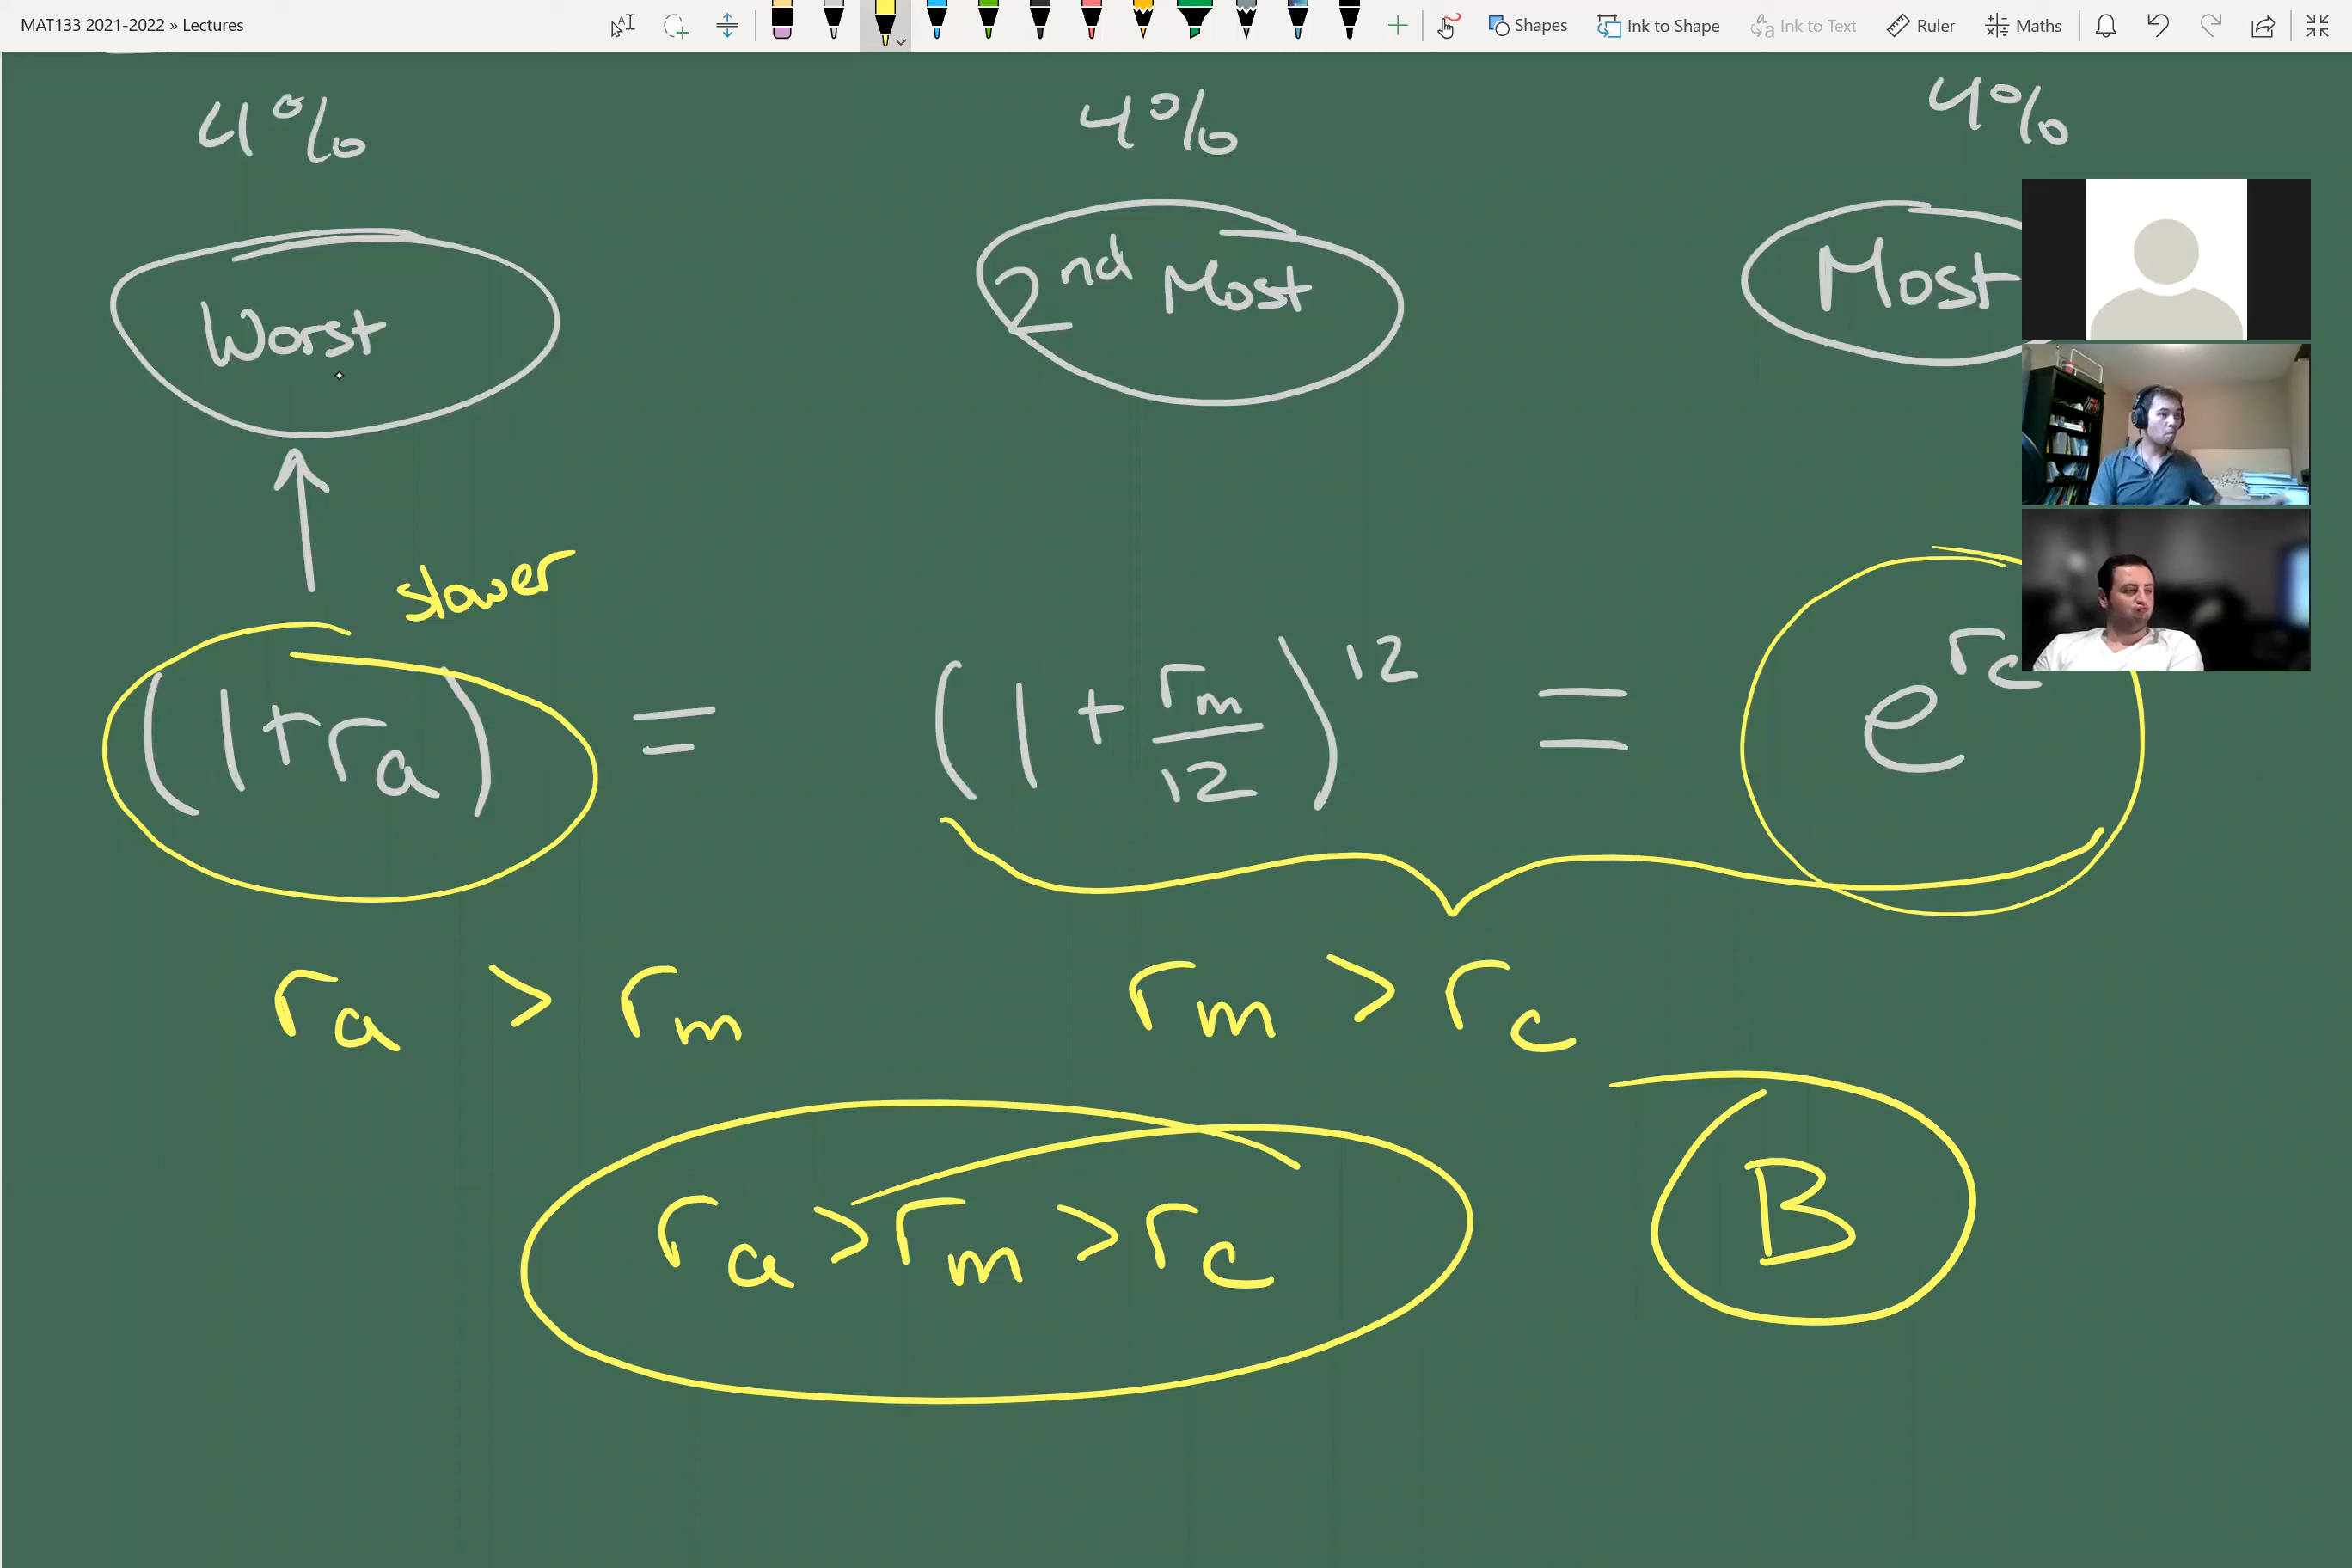 MAT133 2021-2022 » Lectures
Shapes Ink to Shape Ink to Text Ruler Maths
4% 4% 4%
Worst 2nd Most Most
slower
(1+ra) = (1 + rm/12)^12 = e^rc
ra > rm rm > rc
ra > rm > rc B